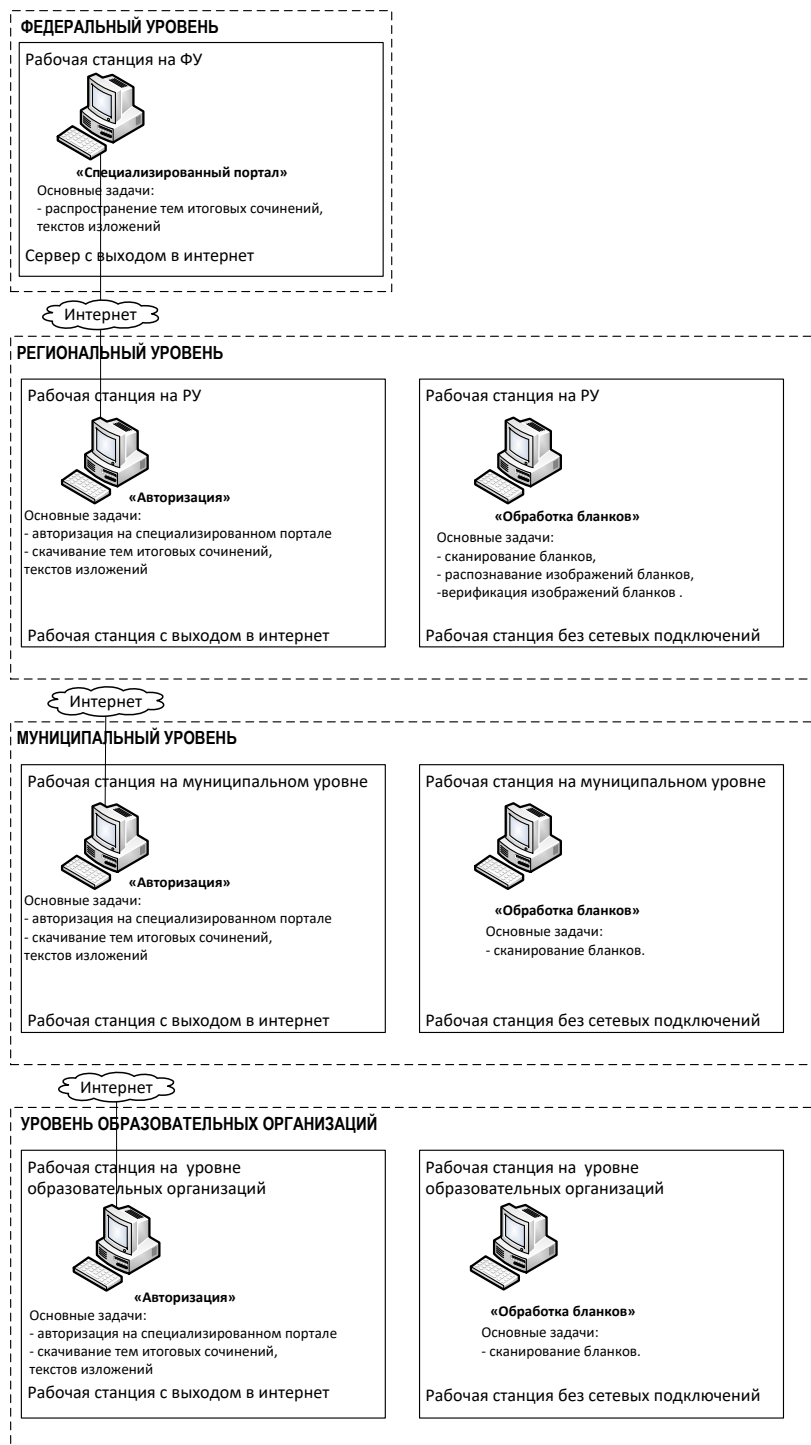 ФЕДЕРАЛЬНЫЙ УРОВЕНЬ
Рабочая станция на ФУ
«Специализированный портал»
Основные задачи:
- распространение тем итоговых сочинений,
текстов изложений
Сервер с выходом в интернет
Интернет
РЕГИОНАЛЬНЫЙ УРОВЕНЬ
Рабочая станция на РУ
«Авторизация»
Основные задачи:
- авторизация на специализированном портале
- скачивание тем итоговых сочинений,
текстов изложений
Рабочая станция с выходом в интернет
Рабочая станция на РУ
«Обработка бланков»
Основные задачи:
- сканирование бланков,
- распознавание изображений бланков,
-верификация изображений бланков .
Рабочая станция без сетевых подключений
Интернет
МУНИЦИПАЛЬНЫЙ УРОВЕНЬ
Рабочая станция на муниципальном уровне
«Авторизация»
Основные задачи:
- авторизация на специализированном портале
- скачивание тем итоговых сочинений,
текстов изложений
Рабочая станция с выходом в интернет
Рабочая станция на муниципальном уровне
«Обработка бланков»
Основные задачи:
- сканирование бланков.
Рабочая станция без сетевых подключений
Интернет
УРОВЕНЬ ОБРАЗОВАТЕЛЬНЫХ ОРГАНИЗАЦИЙ
Рабочая станция на  уровне
образовательных организаций
«Авторизация»
Основные задачи:
- авторизация на специализированном портале
- скачивание тем итоговых сочинений,
текстов изложений
Рабочая станция с выходом в интернет
Рабочая станция на  уровне
образовательных организаций
«Обработка бланков»
Основные задачи:
- сканирование бланков.
Рабочая станция без сетевых подключений